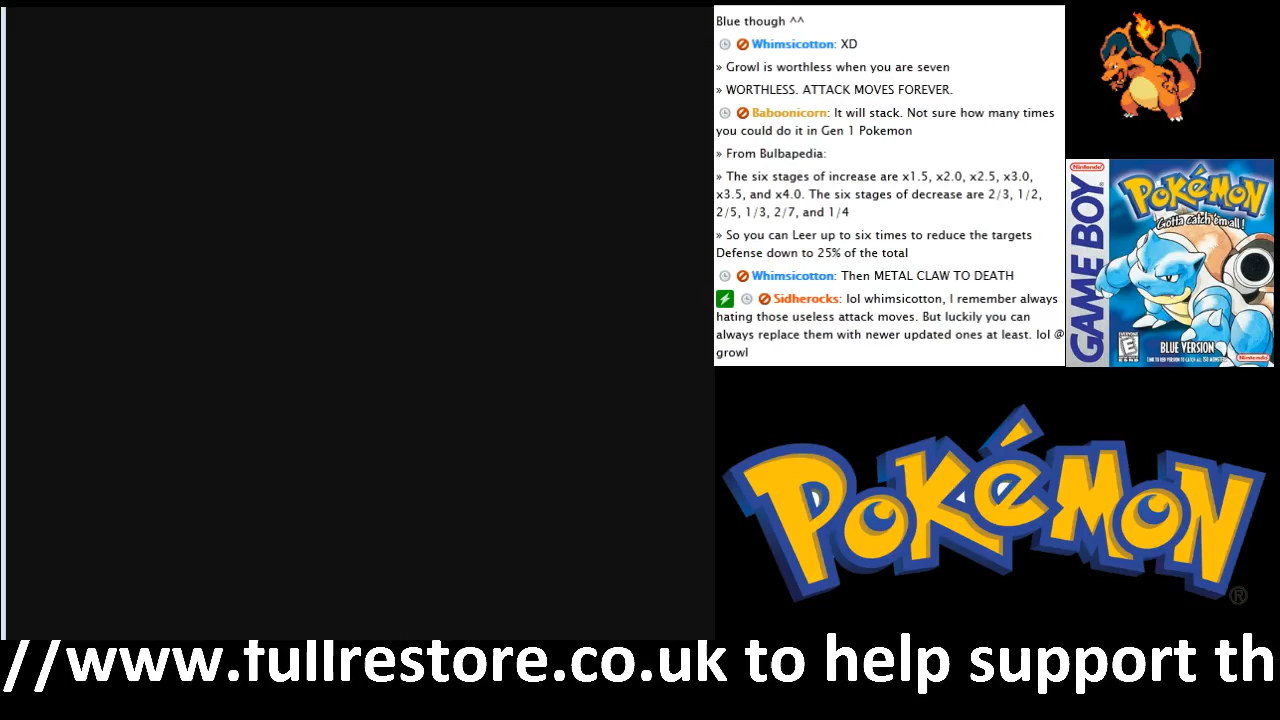 Blue though ^^
Whimsicotton: XD
» Growl is worthless when you are seven
» WORTHLESS. ATTACK MOVES FOREVER.
Baboonicorn: It will stack. Not sure how many times
you could do it in Gen 1 Pokemon
» From Bulbapedia:
» The six stages of increase are x1.5, x2.0, x2.5, x3.0,
x3.5, and x4.0. The six stages of decrease are 2/3, 1/2,
2/5, 1/3, 2/7, and 1/4
» So you can Leer up to six times to reduce the targets
Defense down to 25% of the total
Whimsicotton: Then METAL CLAW TO DEATH
Sidherocks: lol whimsicotton, I remember always
hating those useless attack moves. But luckily you can
always replace them with newer updated ones at least. lol @
growl
Nintendo
GAME BOY
POKéMON
Gotta catch 'em all!
EVERYONE
E
BLUE VERSION
Nintendo
POKéMON
®
//www.fullrestore.co.uk to help support th